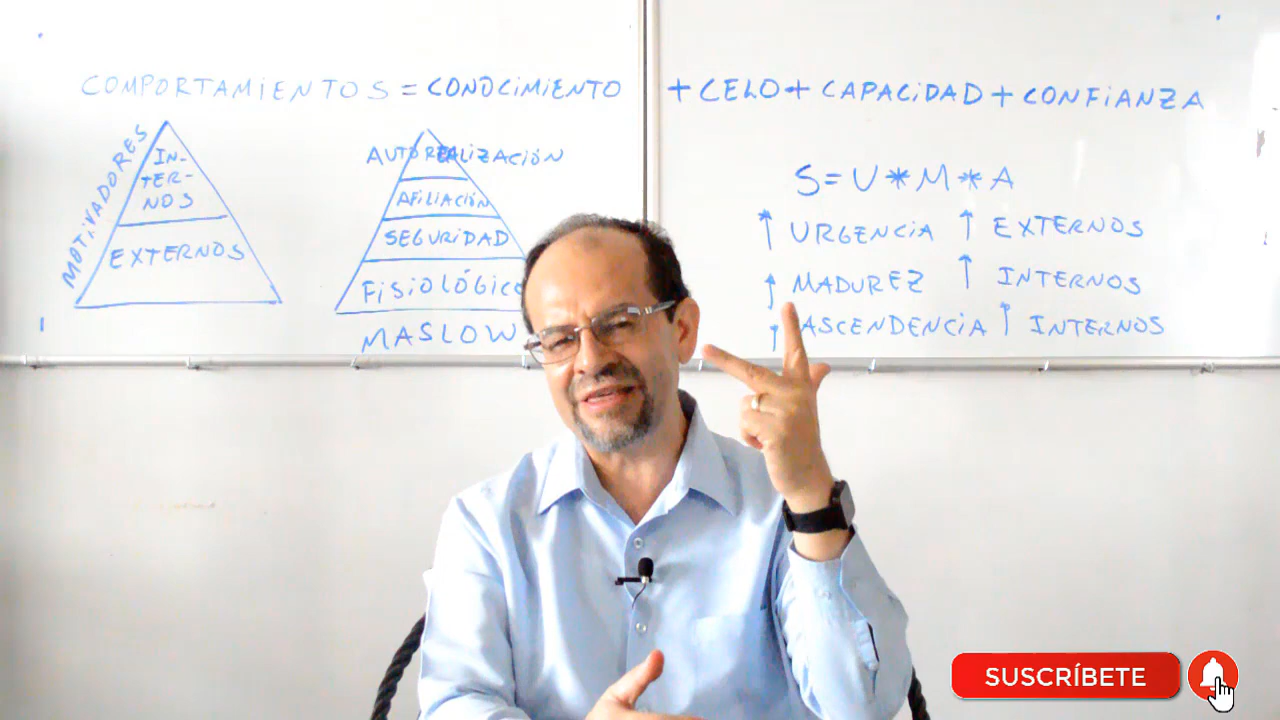 COMPORTAMIENTOS = CONOCIMIENTO + CELO + CAPACIDAD + CONFIANZA
MOTIVADORES
IN-
TER-
NOS
EXTERNOS
AUTOREALIZACIÓN
AFILIACIÓN
SEGURIDAD
FISIOLÓGICO
MASLOW
S=U*M*A
↑ URGENCIA ↑ EXTERNOS
↑ MADUREZ ↑ INTERNOS
↑ ASCENDENCIA ↑ INTERNOS
SUSCRÍBETE